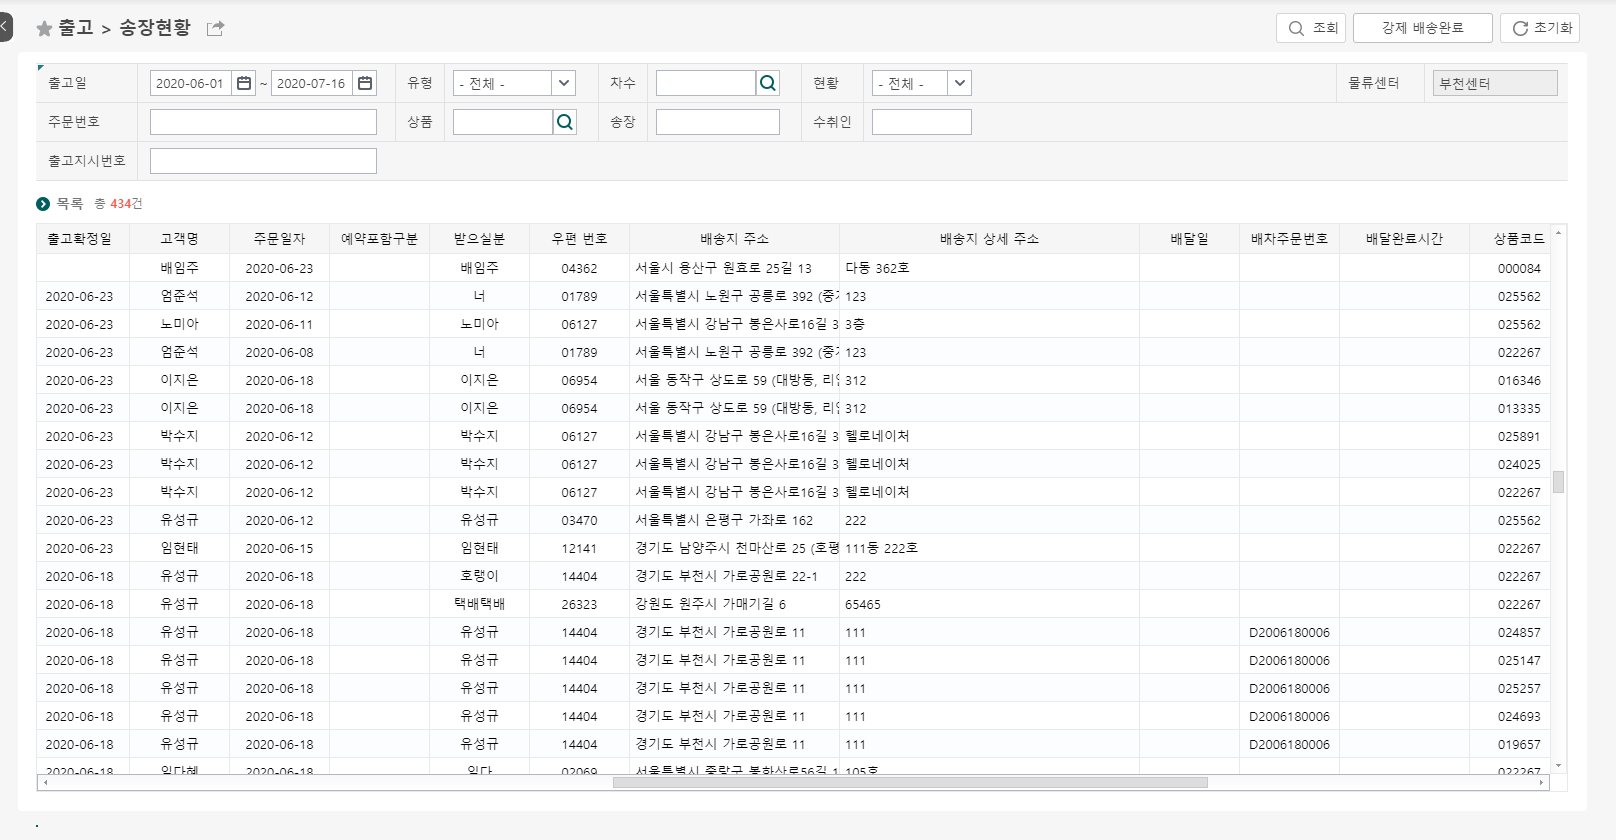 출고 > 송장현황 조회 강제 배송완료 초기화
출고일 2020-06-01 ~ 2020-07-16 유형 - 전체 - 차수 현황 - 전체 - 물류센터 부천센터
주문번호 상품 송장 수취인
출고지시번호
목록 총 434건
출고확정일 고객명 주문일자 예약포함구분 받으실분 우편 번호 배송지 주소 배송지 상세 주소 배달일 배차주문번호 배달완료시간 상품코드
배임주 2020-06-23 배임주 04362 서울시 용산구 원효로 25길 13 다동 362호 000084
2020-06-23 엄준석 2020-06-12 너 01789 서울특별시 노원구 공릉로 392 (중 123 025562
2020-06-23 노미아 2020-06-11 노미아 06127 서울특별시 강남구 봉은사로16길 3 3층 025562
2020-06-23 엄준석 2020-06-08 너 01789 서울특별시 노원구 공릉로 392 (중 123 022267
2020-06-23 이지은 2020-06-18 이지은 06954 서울 동작구 상도로 59 (대방동, 312 016346
2020-06-23 이지은 2020-06-18 이지은 06954 서울 동작구 상도로 59 (대방동, 312 013335
2020-06-23 박수지 2020-06-12 박수지 06127 서울특별시 강남구 봉은사로16길 3 헬로네이처 025891
2020-06-23 박수지 2020-06-12 박수지 06127 서울특별시 강남구 봉은사로16길 3 헬로네이처 024025
2020-06-23 박수지 2020-06-12 박수지 06127 서울특별시 강남구 봉은사로16길 3 헬로네이처 022267
2020-06-23 유성규 2020-06-12 유성규 03470 서울특별시 은평구 가좌로 162 222 025562
2020-06-23 임현태 2020-06-15 임현태 12141 경기도 남양주시 천마산로 25 (호평 111동 222호 022267
2020-06-18 유성규 2020-06-18 호랭이 14404 경기도 부천시 가로공원로 22-1 222 022267
2020-06-18 유성규 2020-06-18 택배택배 26323 강원도 원주시 가매기길 6 65465 022267
2020-06-18 유성규 2020-06-18 유성규 14404 경기도 부천시 가로공원로 11 111 D2006180006 024857
2020-06-18 유성규 2020-06-18 유성규 14404 경기도 부천시 가로공원로 11 111 D2006180006 025147
2020-06-18 유성규 2020-06-18 유성규 14404 경기도 부천시 가로공원로 11 111 D2006180006 025257
2020-06-18 유성규 2020-06-18 유성규 14404 경기도 부천시 가로공원로 11 111 D2006180006 024693
2020-06-18 유성규 2020-06-18 유성규 14404 경기도 부천시 가로공원로 11 111 D2006180006 019657
2020-06-18 2020-06-18 02069 서울특별시 중랑구 봉화산로56길 1 105호 022267